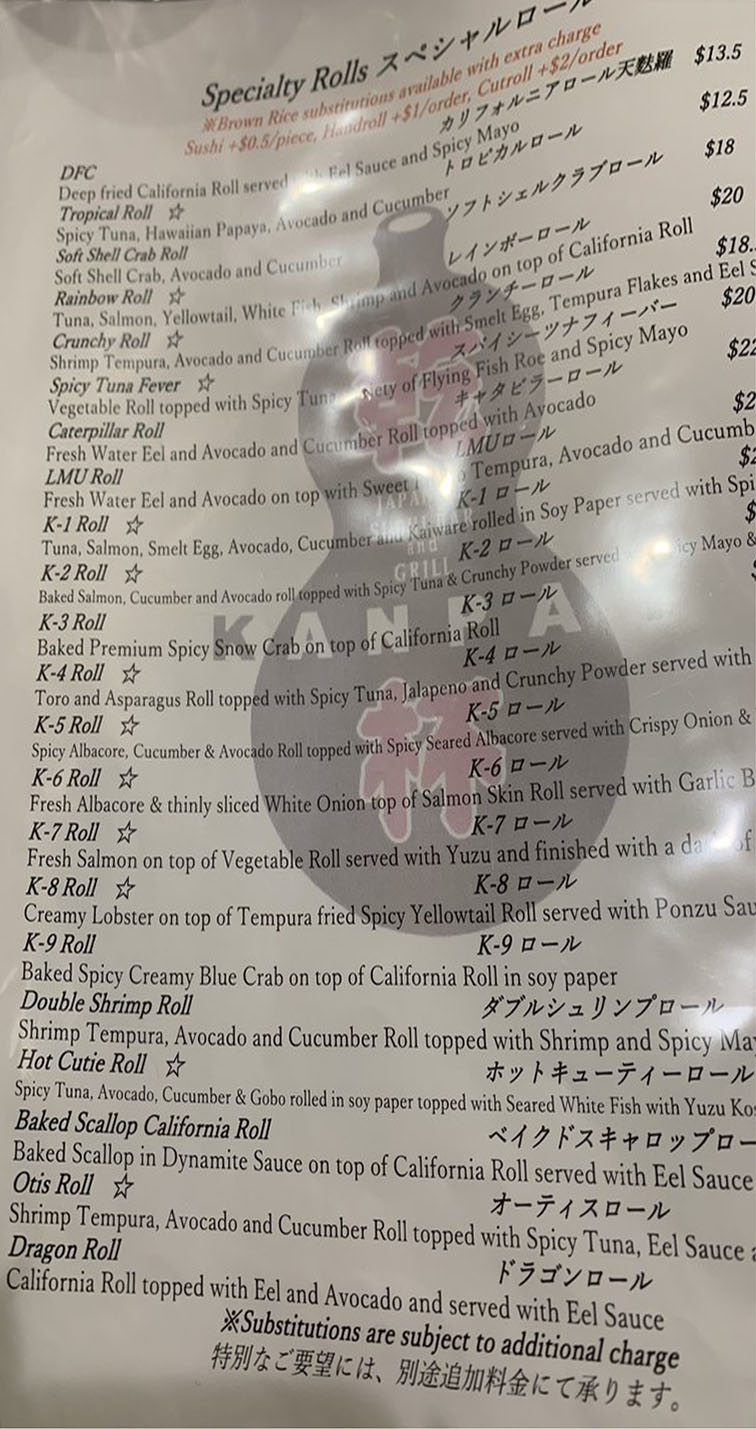 Specialty Rolls スペシャルロール
※Brown Rice substitutions available with extra charge
Sushi +$0.5/piece, Handroll +$1/order, Cutroll +$2/order
DFC カリフォルニアロール天麩羅 $13.5
Deep fried California Roll served Eel Sauce and Spicy Mayo
Tropical Roll ☆ トロピカルロール $12.5
Spicy Tuna, Hawaiian Papaya, Avocado and Cucumber
Soft Shell Crab Roll ソフトシェルクラブロール $18
Soft Shell Crab, Avocado and Cucumber
Rainbow Roll ☆ レインボーロール $20
Tuna, Salmon, Yellowtail, White Fish, Shrimp and Avocado on top of California Roll
Crunchy Roll ☆ クランチーロール $18.
Shrimp Tempura, Avocado and Cucumber Roll topped with Smelt Egg, Tempura Flakes and Eel S
Spicy Tuna Fever ☆ スパイシーツナフィーバー $20
Vegetable Roll topped with Spicy Tuna of Flying Fish Roe and Spicy Mayo
Caterpillar Roll キャタピラーロール $22
Fresh Water Eel and Avocado and Cucumber Roll topped with Avocado
LMU Roll LMUロール $2
Fresh Water Eel and Avocado on top with Sweet Tempura, Avocado and Cucumb
K-1 Roll ☆ K-1 ロール $2
Tuna, Salmon, Smelt Egg, Avocado, Cucumber and Kaiware rolled in Soy Paper served with Spi
K-2 Roll ☆ K-2 ロール $
Baked Salmon, Cucumber and Avocado roll topped with Spicy Tuna & Crunchy Powder served icy Mayo &
K-3 Roll K-3 ロール $
Baked Premium Spicy Snow Crab on top of California Roll
K-4 Roll ☆ K-4 ロール
Toro and Asparagus Roll topped with Spicy Tuna, Jalapeno and Crunchy Powder served with
K-5 Roll ☆ K-5 ロール
Spicy Albacore, Cucumber & Avocado Roll topped with Spicy Seared Albacore served with Crispy Onion &
K-6 Roll ☆ K-6 ロール
Fresh Albacore & thinly sliced White Onion top of Salmon Skin Roll served with Garlic B
K-7 Roll ☆ K-7 ロール
Fresh Salmon on top of Vegetable Roll served with Yuzu and finished with a of
K-8 Roll ☆ K-8 ロール
Creamy Lobster on top of Tempura fried Spicy Yellowtail Roll served with Ponzu Sau
K-9 Roll K-9 ロール
Baked Spicy Creamy Blue Crab on top of California Roll in soy paper
Double Shrimp Roll ダブルシュリンプロール
Shrimp Tempura, Avocado and Cucumber Roll topped with Shrimp and Spicy Ma
Hot Cutie Roll ☆ ホットキューティーロール
Spicy Tuna, Avocado, Cucumber & Gobo rolled in soy paper topped with Seared White Fish with Yuzu Kos
Baked Scallop California Roll ベイクドスキャロップロー
Baked Scallop in Dynamite Sauce on top of California Roll served with Eel Sauce
Otis Roll ☆ オーティスロール
Shrimp Tempura, Avocado and Cucumber Roll topped with Spicy Tuna, Eel Sauce a
Dragon Roll ドラゴンロール
California Roll topped with Eel and Avocado and served with Eel Sauce
※Substitutions are subject to additional charge
特別なご要望には、別途追加料金にて承ります。
乾
JAPAN
and
GRILL
KANPA
杯